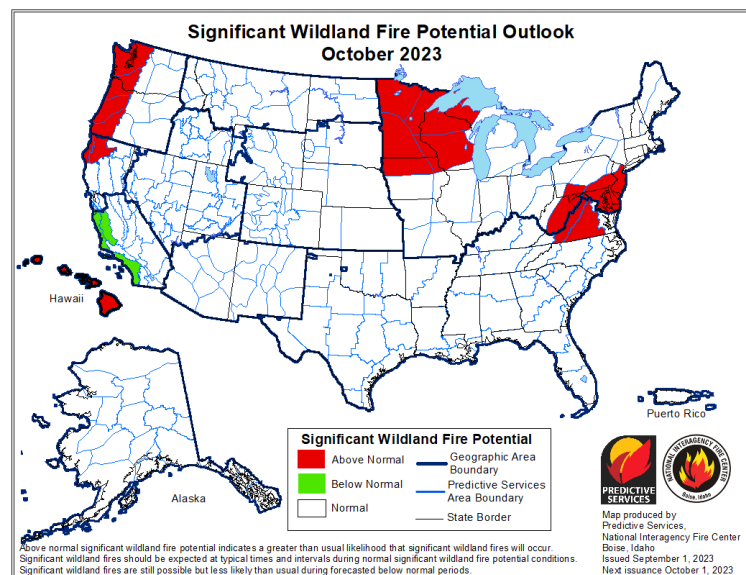 Significant Wildland Fire Potential Outlook
October 2023
Hawaii
Alaska
Puerto Rico
Significant Wildland Fire Potential
Above Normal
Below Normal
Normal
Geographic Area
Boundary
Predictive Services
Area Boundary
State Border
PREDICTIVE
SERVICES
NATIONAL INTERAGENCY FIRE CENTER
Boise, Idaho
Map produced by
Predictive Services,
National Interagency Fire Center
Boise, Idaho
Issued September 1, 2023
Next issuance October 1, 2023
Above normal significant wildland fire potential indicates a greater than usual likelihood that significant wildland fires will occur.
Significant wildland fires should be expected at typical times and intervals during normal significant wildland fire potential conditions.
Significant wildland fires are still possible but less likely than usual during forecasted below normal periods.